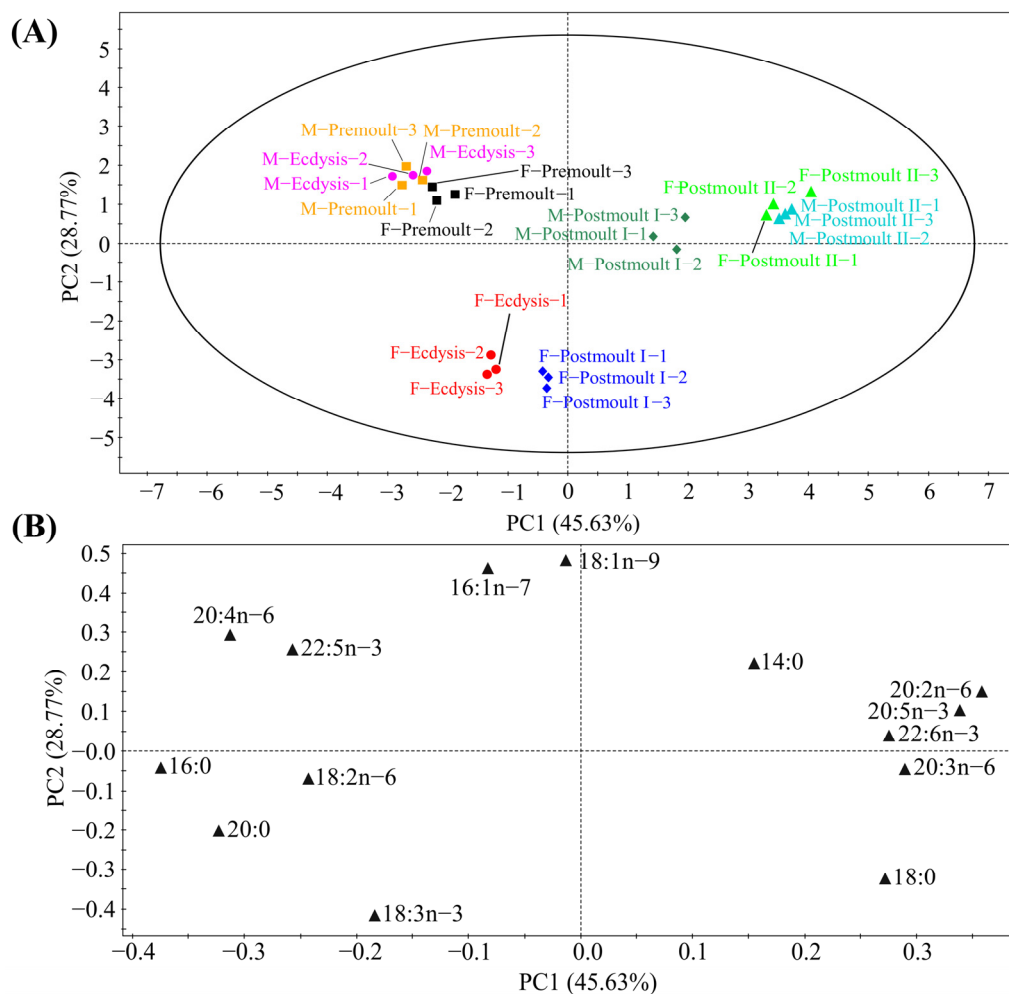 (A)
5
4
3
2
1
0
−1
−2
−3
−4
−5
PC2 (28.77%)
M−Premoult−3
M−Premoult−2
M−Ecdysis−2
M−Ecdysis−3
F−Premoult−3
M−Ecdysis−1
F−Premoult−1
M−Premoult−1
F−Premoult−2
F−Postmoult II−3
F−Postmoult II−2
M−Postmoult II−1
M−Postmoult I−3
M−Postmoult II−3
M−Postmoult I−1
M−Postmoult II−2
M−Postmoult I−2
F−Postmoult II−1
F−Ecdysis−1
F−Ecdysis−2
F−Postmoult I−1
F−Postmoult I−2
F−Ecdysis−3
F−Postmoult I−3
−7 −6 −5 −4 −3 −2 −1 0 1 2 3 4 5 6 7
PC1 (45.63%)
(B)
0.5
0.4
0.3
0.2
0.1
−0.0
−0.1
−0.2
−0.3
−0.4
PC2 (28.77%)
18:1n−9
16:1n−7
20:4n−6
22:5n−3
14:0
20:2n−6
20:5n−3
22:6n−3
16:0
18:2n−6
20:3n−6
20:0
18:0
18:3n−3
−0.4 −0.3 −0.2 −0.1 0.0 0.1 0.2 0.3
PC1 (45.63%)